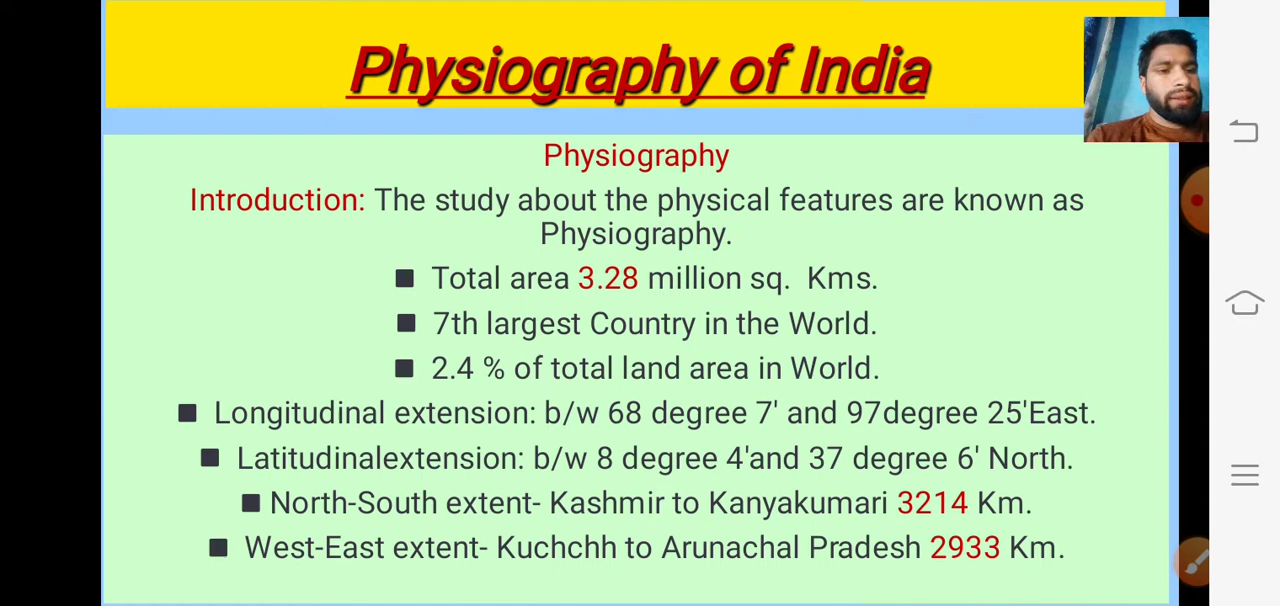 Physiography of India
Physiography
Introduction: The study about the physical features are known as
Physiography.
■ Total area 3.28 million sq. Kms.
■ 7th largest Country in the World.
■ 2.4 % of total land area in World.
■ Longitudinal extension: b/w 68 degree 7' and 97degree 25'East.
■ Latitudinalextension: b/w 8 degree 4'and 37 degree 6' North.
■ North-South extent- Kashmir to Kanyakumari 3214 Km.
■ West-East extent- Kuchchh to Arunachal Pradesh 2933 Km.